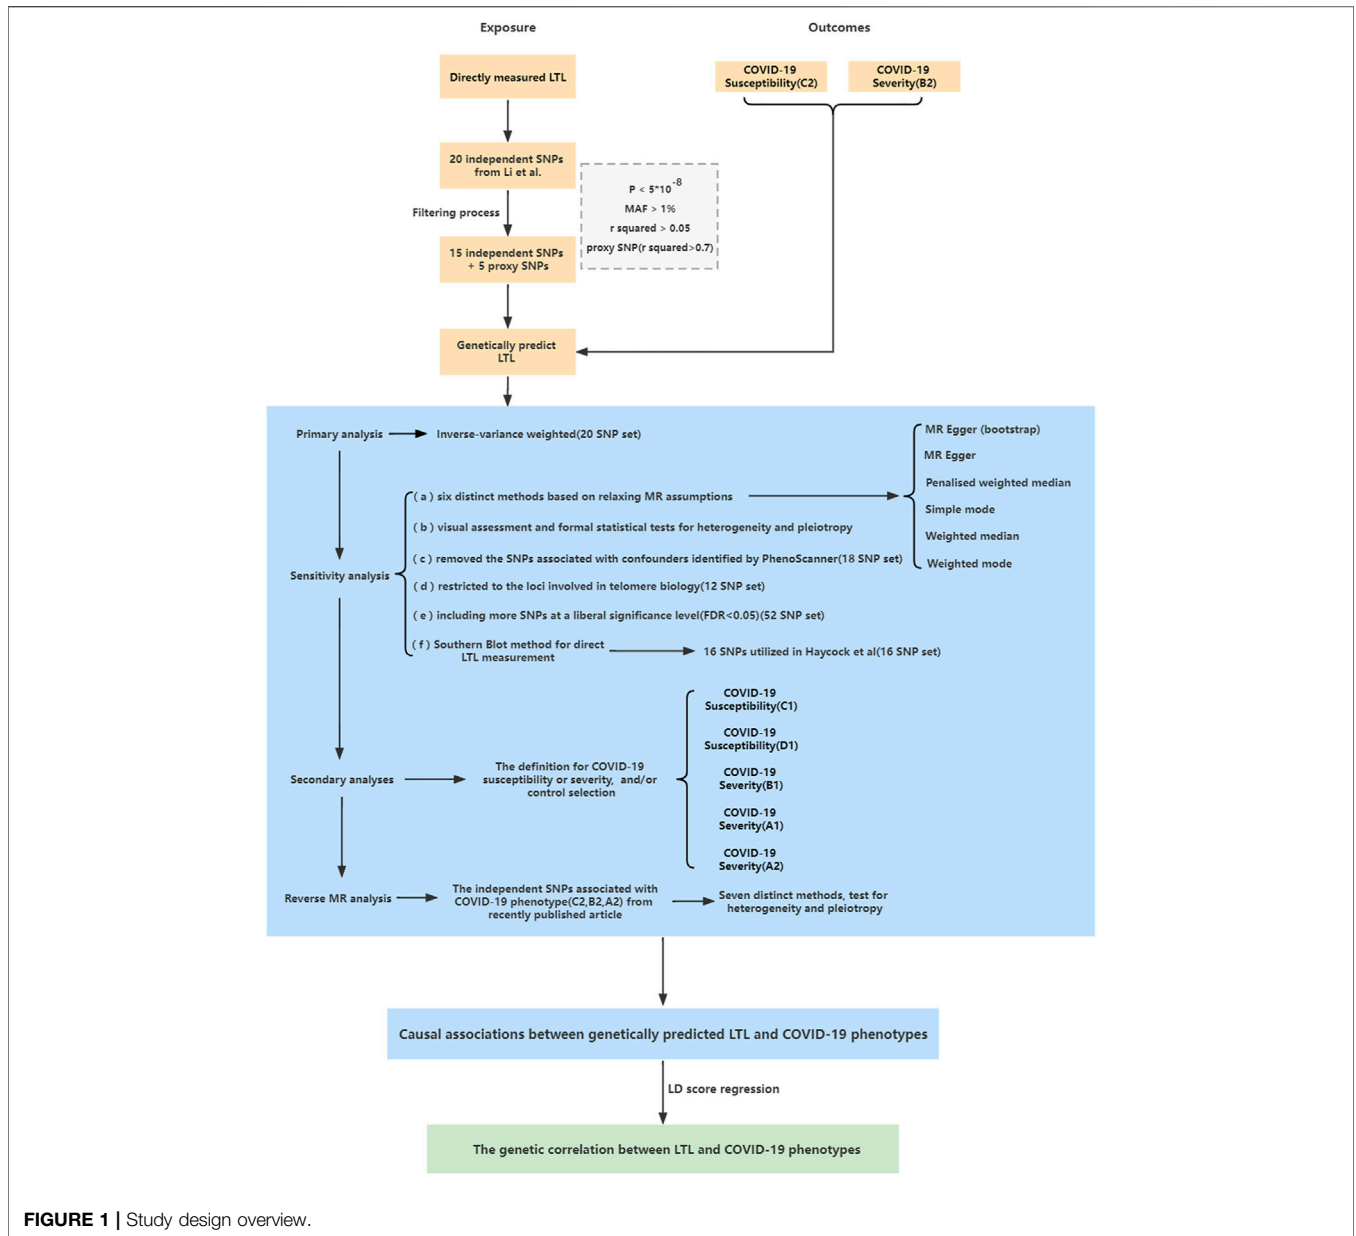 Exposure
Outcomes
Directly measured LTL
COVID-19
Susceptibility(C2)
COVID-19
Severity(B2)
20 independent SNPs
from Li et al.
Filtering process
P < 5*10-8
MAF > 1%
r squared > 0.05
proxy SNP(r squared>0.7)
15 independent SNPs
+ 5 proxy SNPs
Genetically predict
LTL
Primary analysis
Inverse-variance weighted(20 SNP set)
Sensitivity analysis
( a ) six distinct methods based on relaxing MR assumptions
( b ) visual assessment and formal statistical tests for heterogeneity and pleiotropy
( c ) removed the SNPs associated with confounders identified by PhenoScanner(18 SNP set)
( d ) restricted to the loci involved in telomere biology(12 SNP set)
( e ) including more SNPs at a liberal significance level(FDR<0.05)(52 SNP set)
( f ) Southern Blot method for direct
LTL measurement
16 SNPs utilized in Haycock et al(16 SNP set)
MR Egger (bootstrap)
MR Egger
Penalised weighted median
Simple mode
Weighted median
Weighted mode
Secondary analyses
The definition for COVID-19
susceptibility or severity, and/or
control selection
COVID-19
Susceptibility(C1)
COVID-19
Susceptibility(D1)
COVID-19
Severity(B1)
COVID-19
Severity(A1)
COVID-19
Severity(A2)
Reverse MR analysis
The independent SNPs associated with
COVID-19 phenotype(C2,B2,A2) from
recently published article
Seven distinct methods, test for
heterogeneity and pleiotropy
Causal associations between genetically predicted LTL and COVID-19 phenotypes
LD score regression
The genetic correlation between LTL and COVID-19 phenotypes
FIGURE 1 | Study design overview.